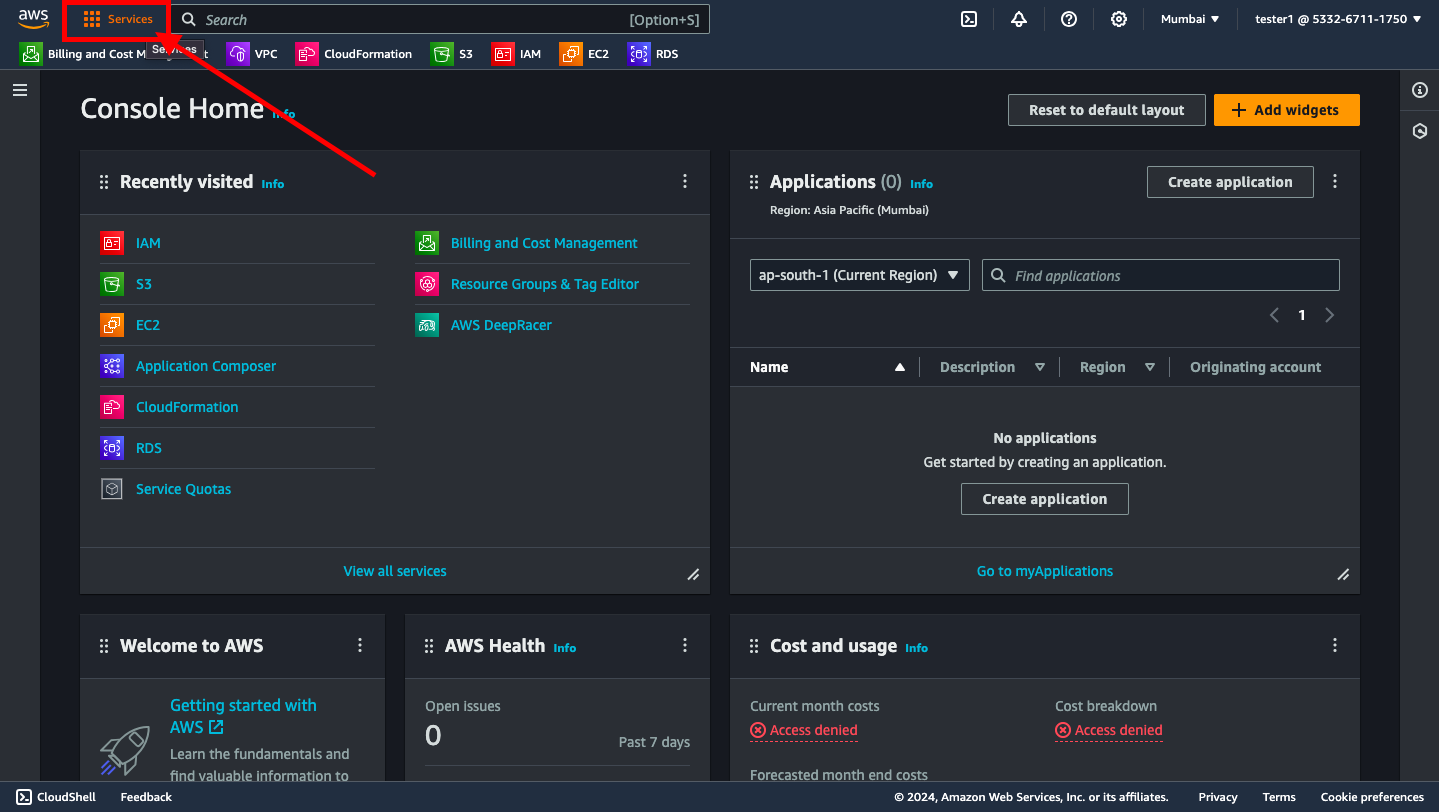 aws
Services
Search
[Option+S]
Mumbai
tester1 @ 5332-6711-1750
Billing and Cost M
t
Services
VPC
CloudFormation
S3
IAM
EC2
RDS
Console Home
Info
Reset to default layout
Add widgets
Recently visited Info
IAM
S3
EC2
Application Composer
CloudFormation
RDS
Service Quotas
Billing and Cost Management
Resource Groups & Tag Editor
AWS DeepRacer
View all services
Applications (0) Info
Region: Asia Pacific (Mumbai)
Create application
ap-south-1 (Current Region)
Find applications
1
Name
Description
Region
Originating account
No applications
Get started by creating an application.
Create application
Go to myApplications
Welcome to AWS
Getting started with
AWS
Learn the fundamentals and
find valuable information to
AWS Health Info
Open issues
0
Past 7 days
Cost and usage Info
Current month costs
Access denied
Cost breakdown
Access denied
Forecasted month end costs
CloudShell
Feedback
© 2024, Amazon Web Services, Inc. or its affiliates.
Privacy
Terms
Cookie preferences